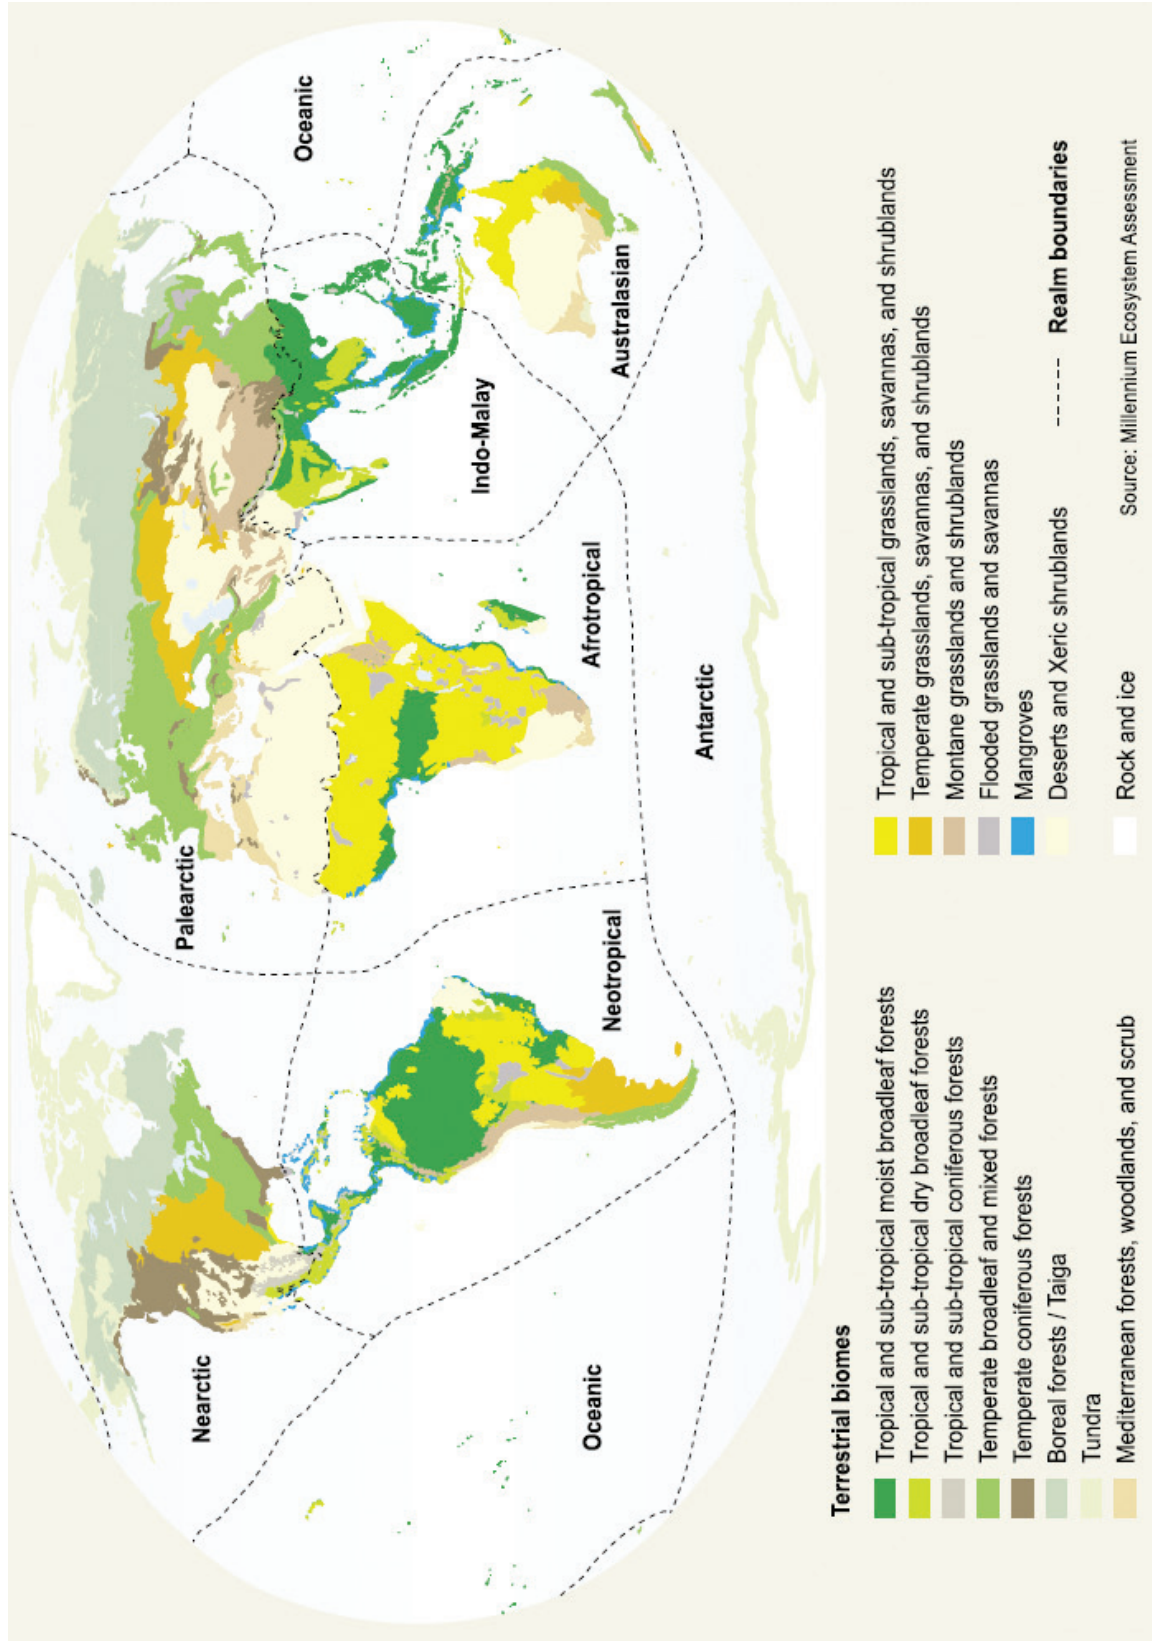 Oceanic
Palearctic
Nearctic
Indo-Malay
Afrotropical
Neotropical
Oceanic
Australasian
Antarctic
Terrestrial biomes
Tropical and sub-tropical moist broadleaf forests
Tropical and sub-tropical dry broadleaf forests
Tropical and sub-tropical coniferous forests
Temperate broadleaf and mixed forests
Temperate coniferous forests
Boreal forests / Taiga
Tundra
Mediterranean forests, woodlands, and scrub
Tropical and sub-tropical grasslands, savannas, and shrublands
Temperate grasslands, savannas, and shrublands
Montane grasslands and shrublands
Flooded grasslands and savannas
Mangroves
Deserts and Xeric shrublands
Rock and ice
Realm boundaries
Source: Millennium Ecosystem Assessment